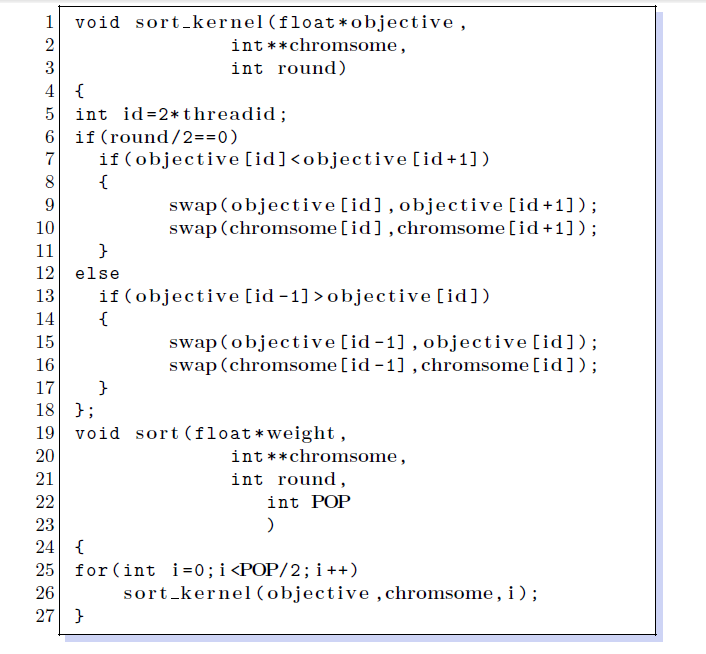 1 void sort_kernel(float*objective,
2 int**chromsome,
3 int round)
4 {
5 int id=2*threadid;
6 if(round/2==0)
7 if(objective[id]<objective[id+1])
8 {
9 swap(objective[id],objective[id+1]);
10 swap(chromsome[id],chromsome[id+1]);
11 }
12 else
13 if(objective[id-1]>objective[id])
14 {
15 swap(objective[id-1],objective[id]);
16 swap(chromsome[id-1],chromsome[id]);
17 }
18 };
19 void sort(float*weight,
20 int**chromsome,
21 int round,
22 int POP
23 )
24 {
25 for(int i=0;i<POP/2;i++)
26 sort_kernel(objective,chromsome,i);
27 }